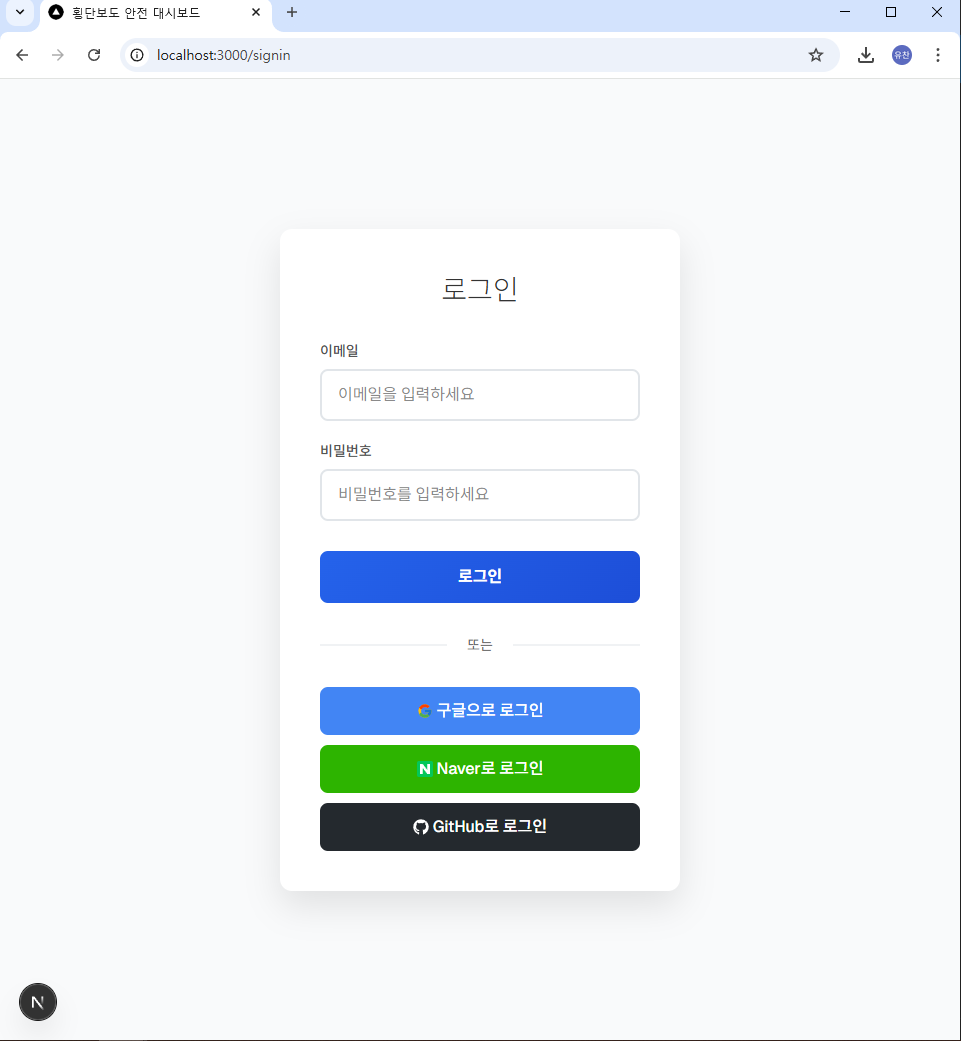 횡단보도 안전 대시보드
localhost:3000/signin
유찬
로그인
이메일
이메일을 입력하세요
비밀번호
비밀번호를 입력하세요
로그인
또는
G 구글으로 로그인
N Naver로 로그인
GitHub로 로그인
N